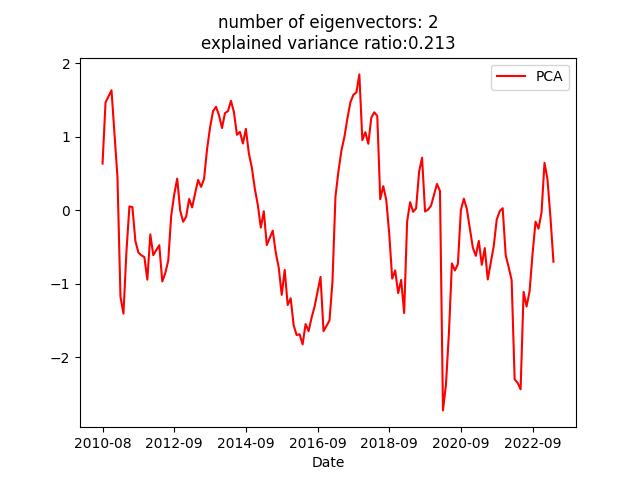 number of eigenvectors: 2
explained variance ratio:0.213
PCA
2
1
0
−1
−2
2010-08 2012-09 2014-09 2016-09 2018-09 2020-09 2022-09
Date